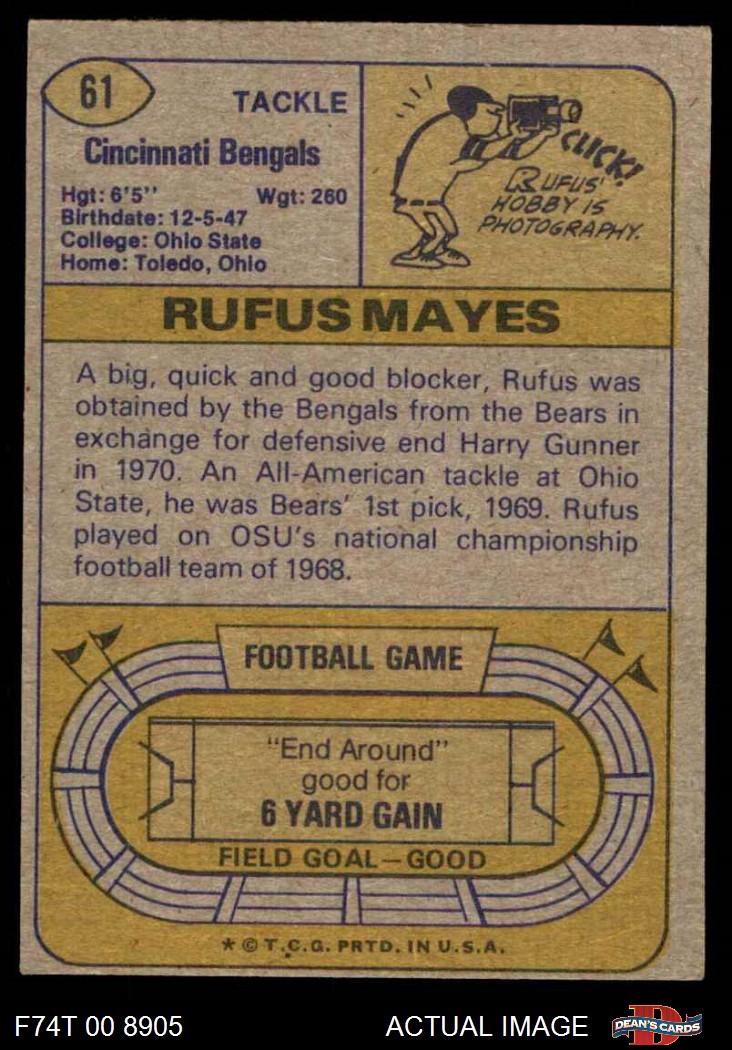 61
TACKLE
Cincinnati Bengals
Hgt: 6'5" Wgt: 260
Birthdate: 12-5-47
College: Ohio State
Home: Toledo, Ohio
CLICK!
RUFUS'
HOBBY IS
PHOTOGRAPHY.
RUFUS MAYES
A big, quick and good blocker, Rufus was
obtained by the Bengals from the Bears in
exchange for defensive end Harry Gunner
in 1970. An All-American tackle at Ohio
State, he was Bears' 1st pick, 1969. Rufus
played on OSU's national championship
football team of 1968.
FOOTBALL GAME
"End Around"
good for
6 YARD GAIN
FIELD GOAL—GOOD
* © T.C.G. PRTD. IN U.S.A.
F74T 00 8905 ACTUAL IMAGE
D
DEAN'S CARDS